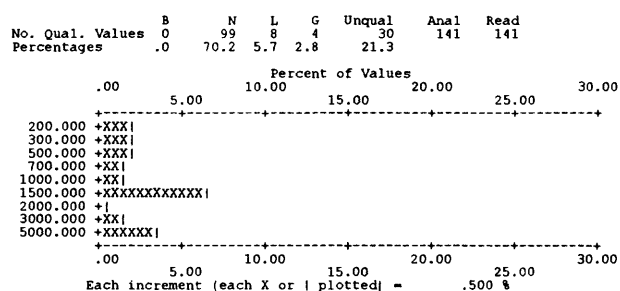 B N L G Unqual Anal Read
No. Qual. Values 0 99 8 4 30 141 141
Percentages .0 70.2 5.7 2.8 21.3
Percent of Values
.00 10.00 20.00 30.00
5.00 15.00 25.00
+---------+---------+---------+---------+---------+---------+
200.000 +XXX|
300.000 +XXX|
500.000 +XXX|
700.000 +XX|
1000.000 +XX|
1500.000 +XXXXXXXXXXXX|
2000.000 +|
3000.000 +XX|
5000.000 +XXXXXX|
+---------+---------+---------+---------+---------+---------+
.00 10.00 20.00 30.00
5.00 15.00 25.00
Each increment (each X or | plotted| = .500 %